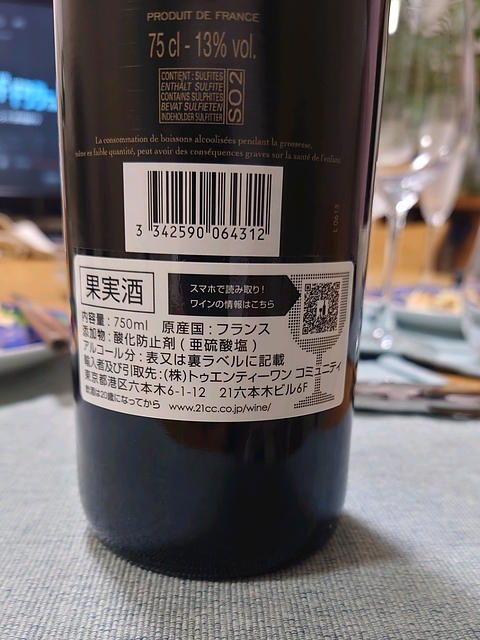 PRODUIT DE FRANCE
75 cl - 13% vol.
CONTENT : SULFITES
ENTHÄLT SULFITE
CONTAINS SULPHITES
BEVAT SULFIETEN
INDEHOLDER SULFITTER
SO2
La consommation de boissons alcoolisées pendant la grossesse,
même en faible quantité, peut avoir des conséquences graves sur la santé de l'enfant
3 342590 064312
L 0613
果実酒
スマホで読み取り!
ワインの情報はこちら
内容量 : 750ml 原産国 : フランス
添加物 : 酸化防止剤 ( 亜硫酸塩 )
アルコール分 : 表又は裏ラベルに記載
輸入者及び引取先 : (株)トゥエンティーワン コミュニティ
東京都港区六本木6-1-12 21六本木ビル6F
飲酒は20歳になってから www.21cc.co.jp/wine/